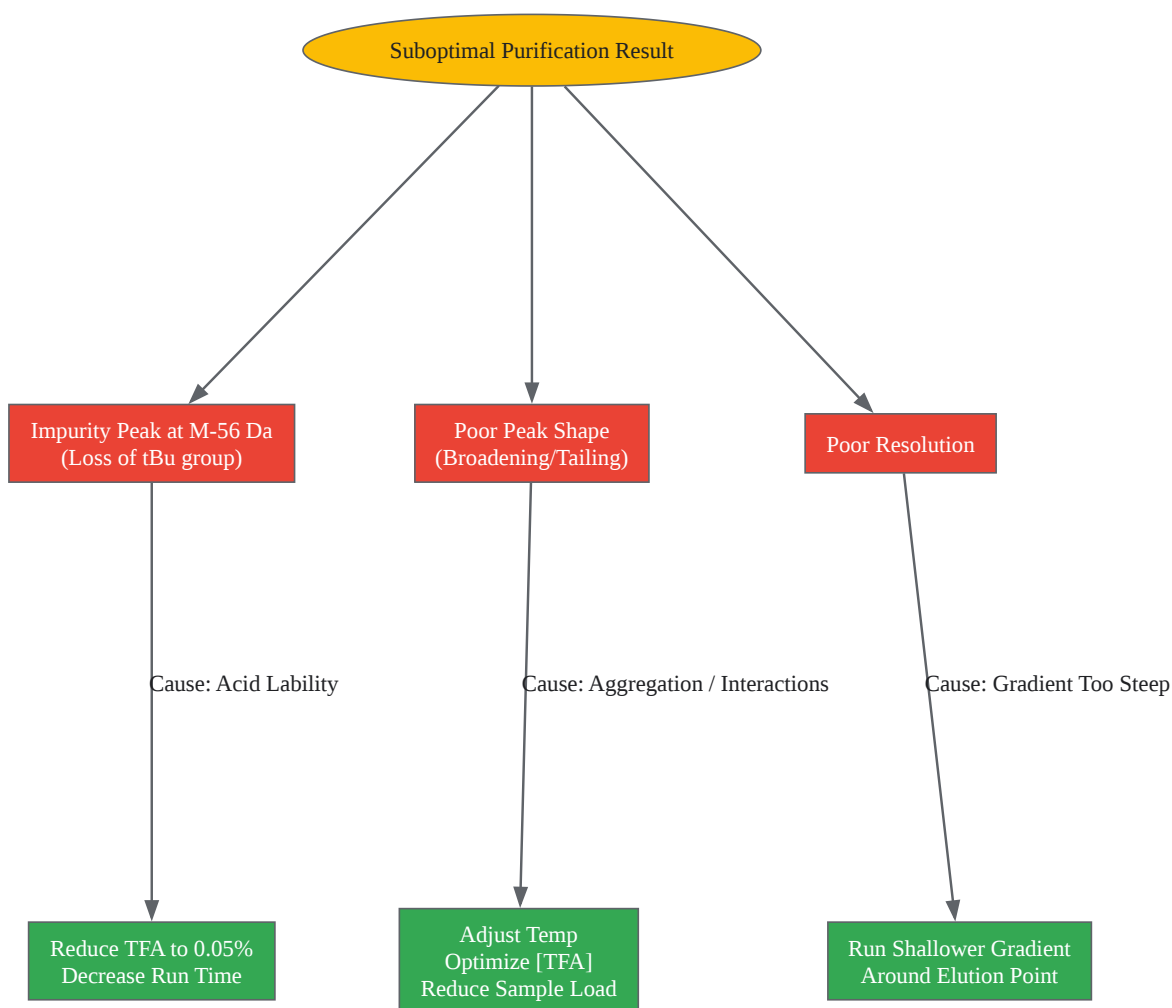 Suboptimal Purification Result
Impurity Peak at M-56 Da
(Loss of tBu group)
Poor Peak Shape
(Broadening/Tailing)
Poor Resolution
Cause: Acid Lability
Cause: Aggregation / Interactions
Cause: Gradient Too Steep
Reduce TFA to 0.05%
Decrease Run Time
Adjust Temp
Optimize [TFA]
Reduce Sample Load
Run Shallower Gradient
Around Elution Point